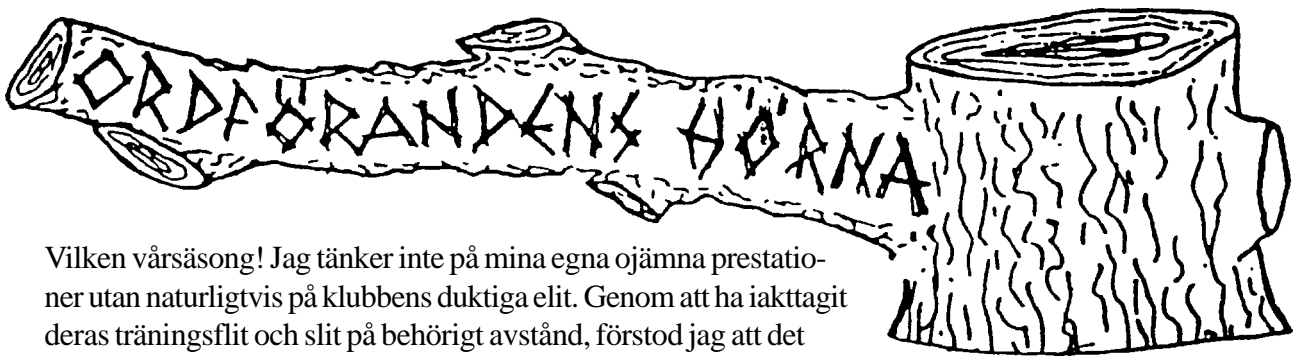 ORDFÖRANDENS HÖRNA
Vilken vårsäsong! Jag tänker inte på mina egna ojämna prestatio-
ner utan naturligtvis på klubbens duktiga elit. Genom att ha iakttagit
deras träningsflit och slit på behörigt avstånd, förstod jag att det